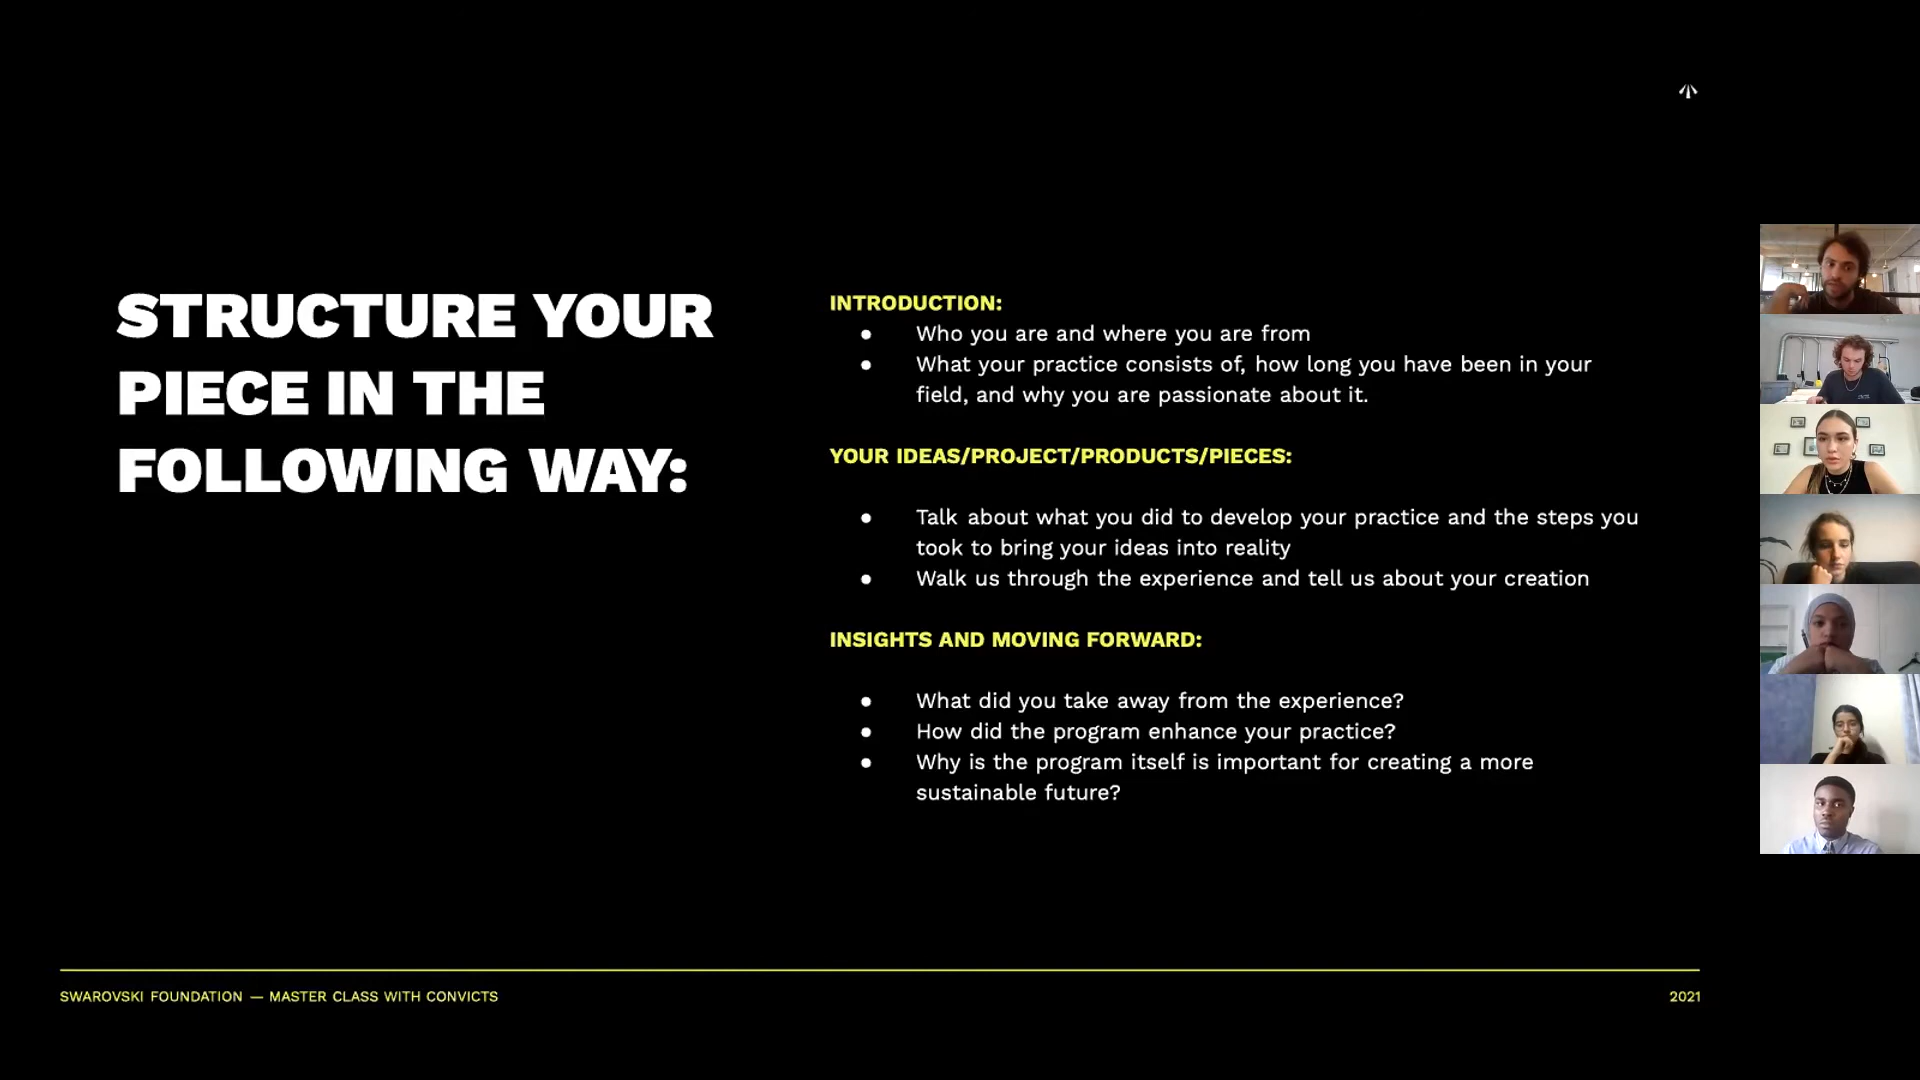 STRUCTURE YOUR
PIECE IN THE
FOLLOWING WAY:
INTRODUCTION:
● Who you are and where you are from
● What your practice consists of, how long you have been in your
field, and why you are passionate about it.
YOUR IDEAS/PROJECT/PRODUCTS/PIECES:
● Talk about what you did to develop your practice and the steps you
took to bring your ideas into reality
● Walk us through the experience and tell us about your creation
INSIGHTS AND MOVING FORWARD:
● What did you take away from the experience?
● How did the program enhance your practice?
● Why is the program itself is important for creating a more
sustainable future?
SWAROVSKI FOUNDATION — MASTER CLASS WITH CONVICTS
2021